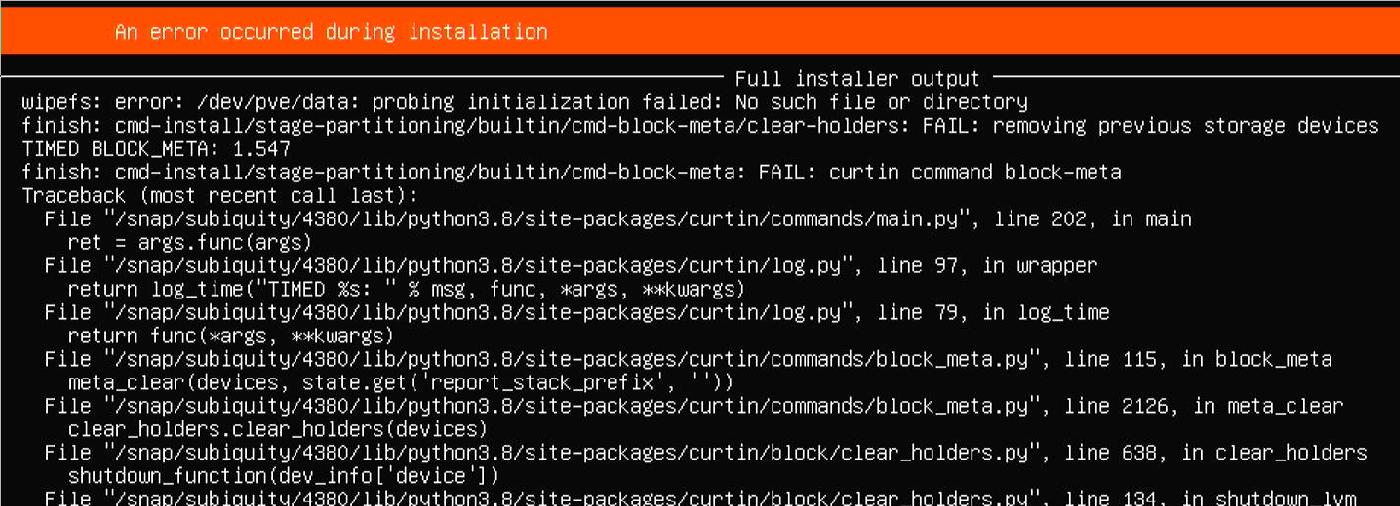 An error occurred during installation
Full installer output
wipefs: error: /dev/pve/data: probing initialization failed: No such file or directory
finish: cmd-install/stage-partitioning/builtin/cmd-block-meta/clear-holders: FAIL: removing previous storage devices
TIMED BLOCK_META: 1.547
finish: cmd-install/stage-partitioning/builtin/cmd-block-meta: FAIL: curtin command block-meta
Traceback (most recent call last):
File "/snap/subiquity/4380/lib/python3.8/site-packages/curtin/commands/main.py", line 202, in main
ret = args.func(args)
File "/snap/subiquity/4380/lib/python3.8/site-packages/curtin/log.py", line 97, in wrapper
return log_time("TIMED %s: " % msg, func, *args, **kwargs)
File "/snap/subiquity/4380/lib/python3.8/site-packages/curtin/log.py", line 79, in log_time
return func(*args, **kwargs)
File "/snap/subiquity/4380/lib/python3.8/site-packages/curtin/commands/block_meta.py", line 115, in block_meta
meta_clear(devices, state.get('report_stack_prefix', ''))
File "/snap/subiquity/4380/lib/python3.8/site-packages/curtin/commands/block_meta.py", line 2126, in meta_clear
clear_holders.clear_holders(devices)
File "/snap/subiquity/4380/lib/python3.8/site-packages/curtin/block/clear_holders.py", line 638, in clear_holders
shutdown_function(dev_info['device'])
File "/snap/subiquity/4380/lib/python3.8/site-packages/curtin/block/clear_holders.py", line 134, in shutdown_lvm